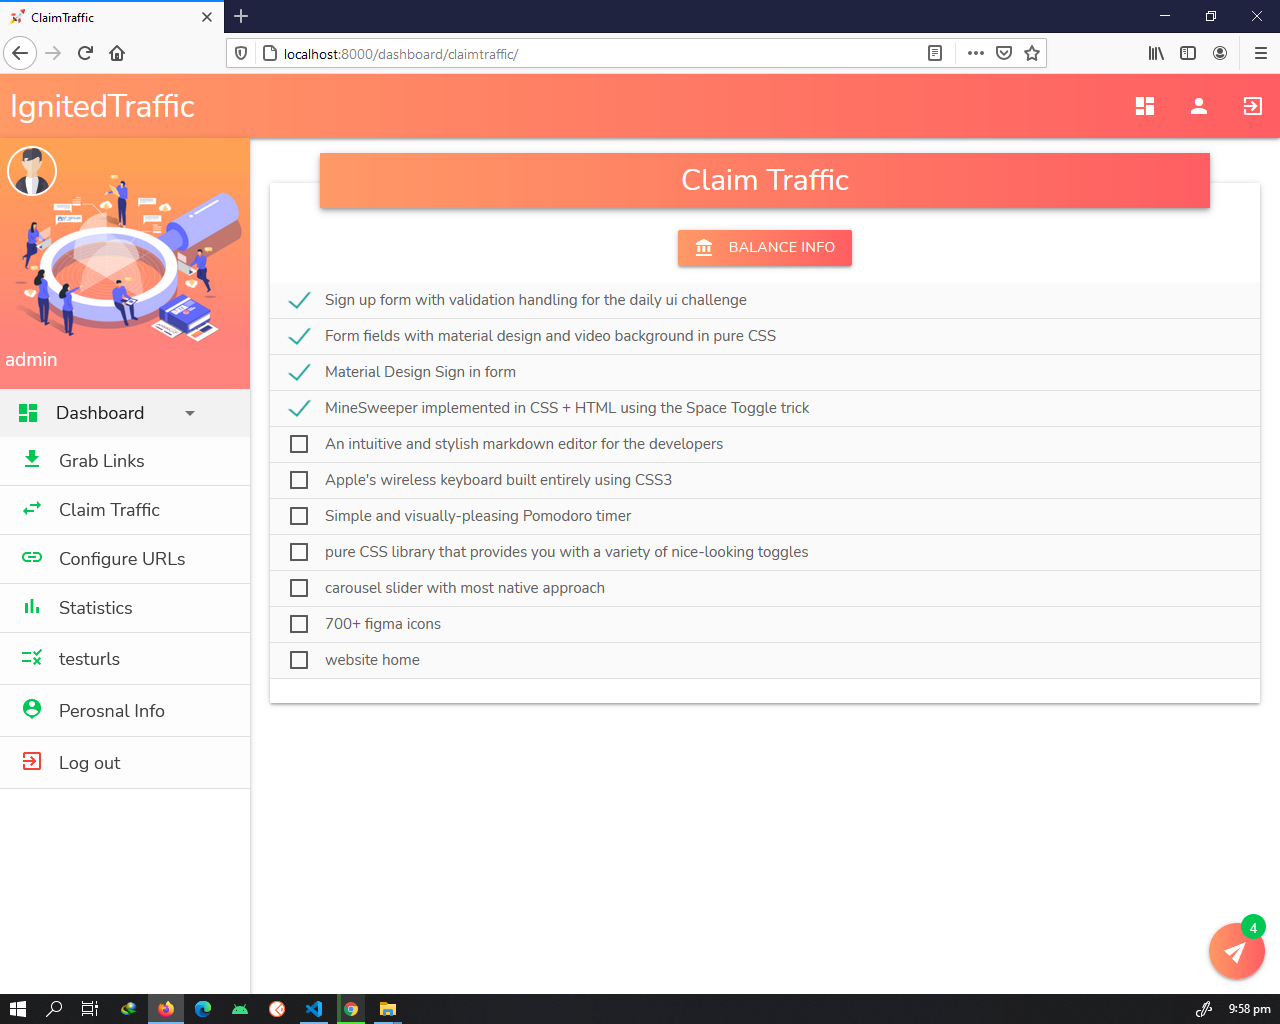 ClaimTraffic
localhost:8000/dashboard/claimtraffic/
IgnitedTraffic
admin
Dashboard
Grab Links
Claim Traffic
Configure URLs
Statistics
testurls
Perosnal Info
Log out
Claim Traffic
BALANCE INFO
Sign up form with validation handling for the daily ui challenge
Form fields with material design and video background in pure CSS
Material Design Sign in form
MineSweeper implemented in CSS + HTML using the Space Toggle trick
An intuitive and stylish markdown editor for the developers
Apple's wireless keyboard built entirely using CSS3
Simple and visually-pleasing Pomodoro timer
pure CSS library that provides you with a variety of nice-looking toggles
carousel slider with most native approach
700+ figma icons
website home
4
9:58 pm